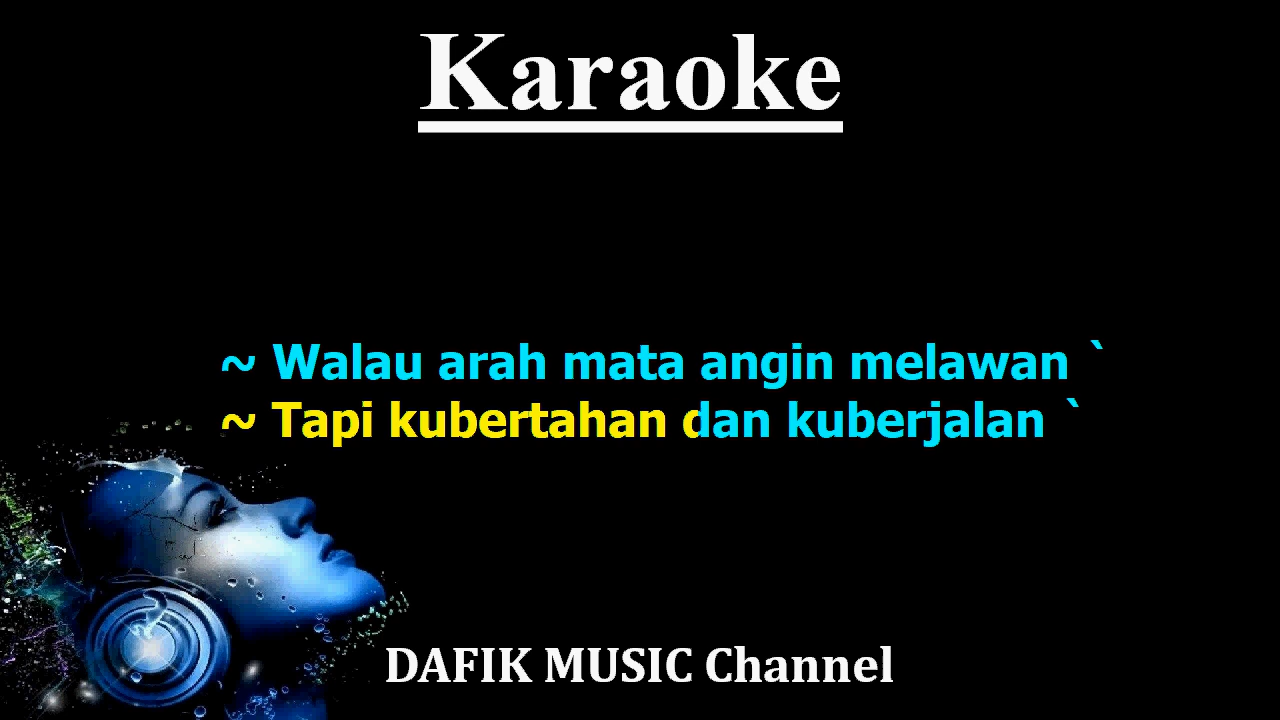 Karaoke
~ Walau arah mata angin melawan `
~ Tapi kubertahan dan kuberjalan `
DAFIK MUSIC Channel